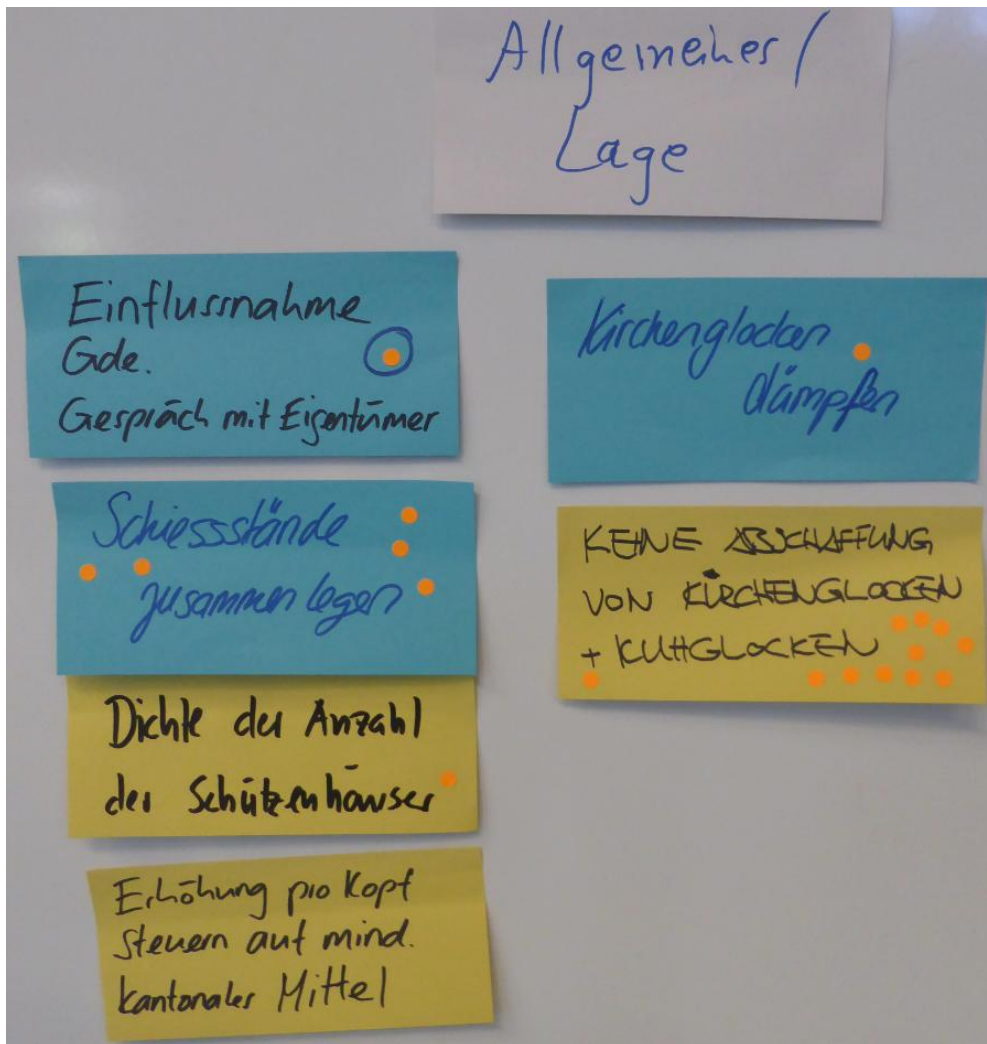 Allgemeines /
Lage
Einflussnahme
Gde.
Gespräch mit Eigentümer
Schiessstände
zusammen legen
Dichte der Anzahl
der Schützenhäuser
Erhöhung pro Kopf
steuern auf mind.
kantonales Mittel
Kirchenglocken
dämpfen
KEINE ABSCHAFFUNG
VON KIRCHENGLOCKEN
+ KUHGLOCKEN